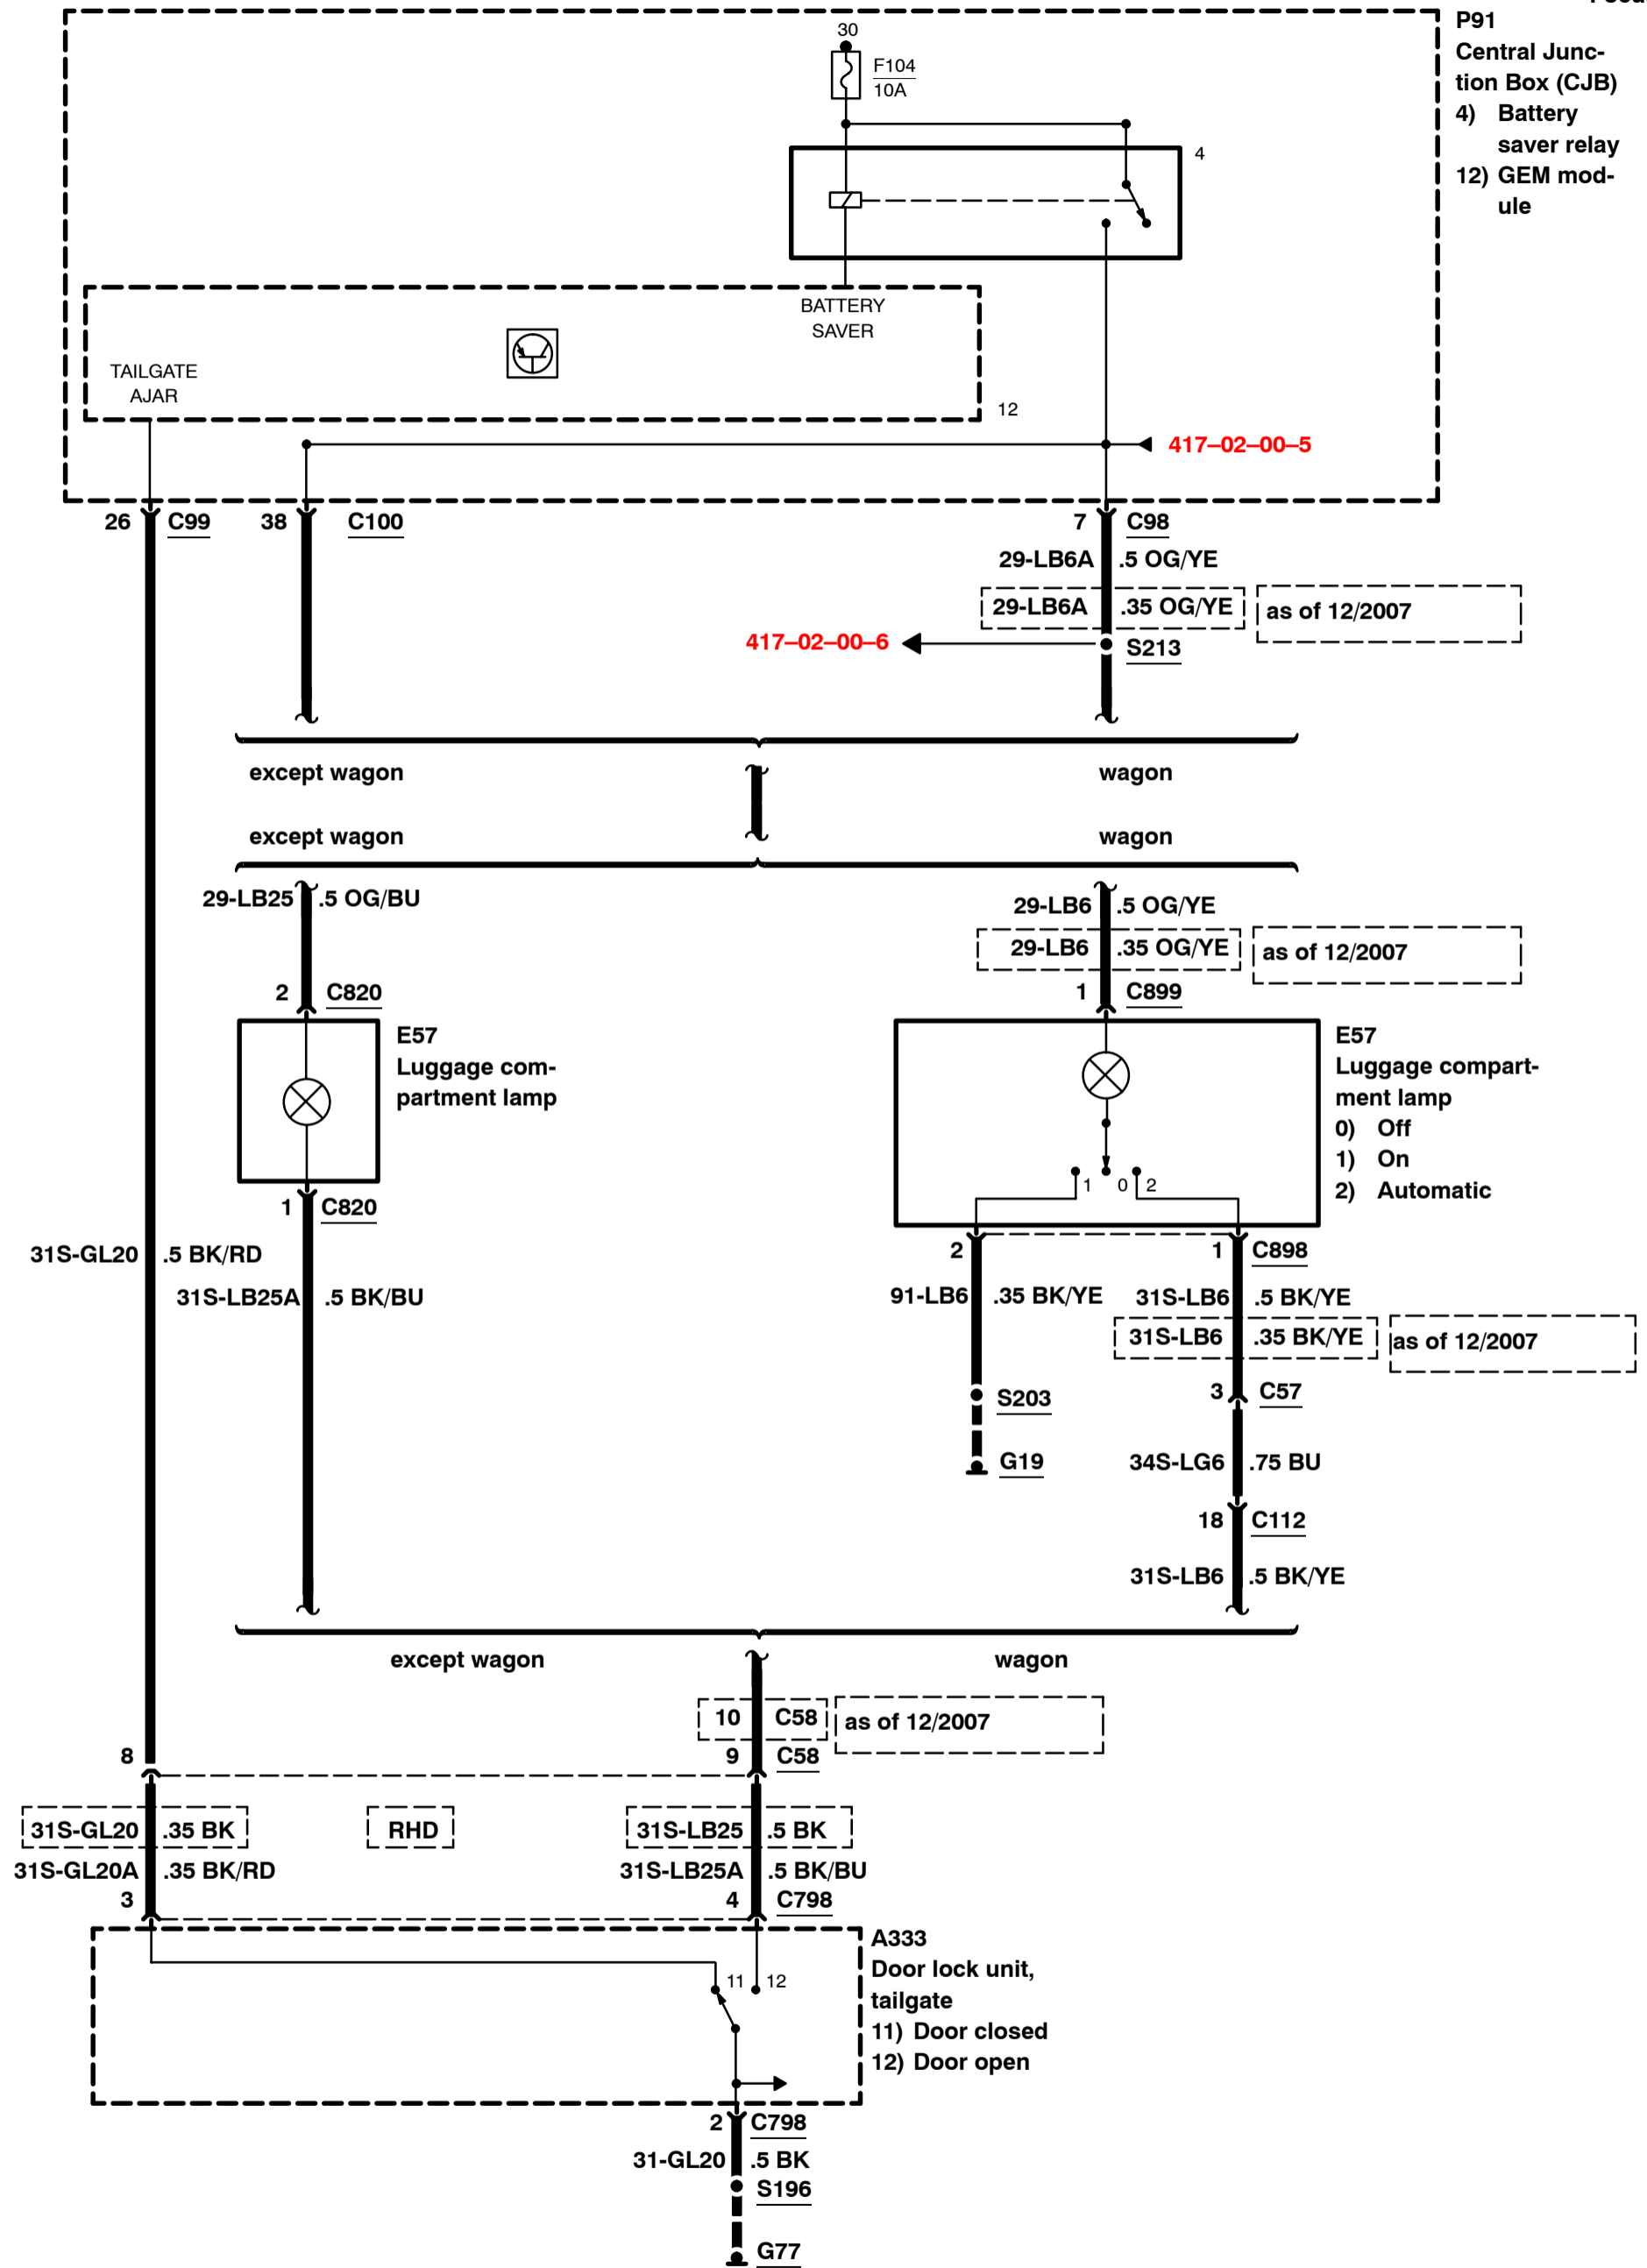 P91
Central Junc-
tion Box (CJB)
4) Battery
saver relay
12) GEM mod-
ule
30
F104
10A
4
BATTERY
SAVER
TAILGATE
AJAR
12
417–02–00–5
26 C99 38 C100 7 C98
29-LB6A .5 OG/YE
29-LB6A .35 OG/YE as of 12/2007
417–02–00–6 S213
except wagon wagon
except wagon wagon
29-LB25 .5 OG/BU 29-LB6 .5 OG/YE
29-LB6 .35 OG/YE as of 12/2007
2 C820 1 C899
E57
Luggage com-
partment lamp
E57
Luggage compart-
ment lamp
0) Off
1) On
2) Automatic
1 0 2
1 C820
2 1 C898
31S-GL20 .5 BK/RD
31S-LB25A .5 BK/BU 91-LB6 .35 BK/YE 31S-LB6 .5 BK/YE
31S-LB6 .35 BK/YE as of 12/2007
S203 3 C57
G19 34S-LG6 .75 BU
18 C112
31S-LB6 .5 BK/YE
except wagon wagon
10 C58 as of 12/2007
8 9 C58
31S-GL20 .35 BK RHD 31S-LB25 .5 BK
31S-GL20A .35 BK/RD 31S-LB25A .5 BK/BU
3 4 C798
A333
Door lock unit,
tailgate
11) Door closed
12) Door open
11 12
2 C798
31-GL20 .5 BK
S196
G77